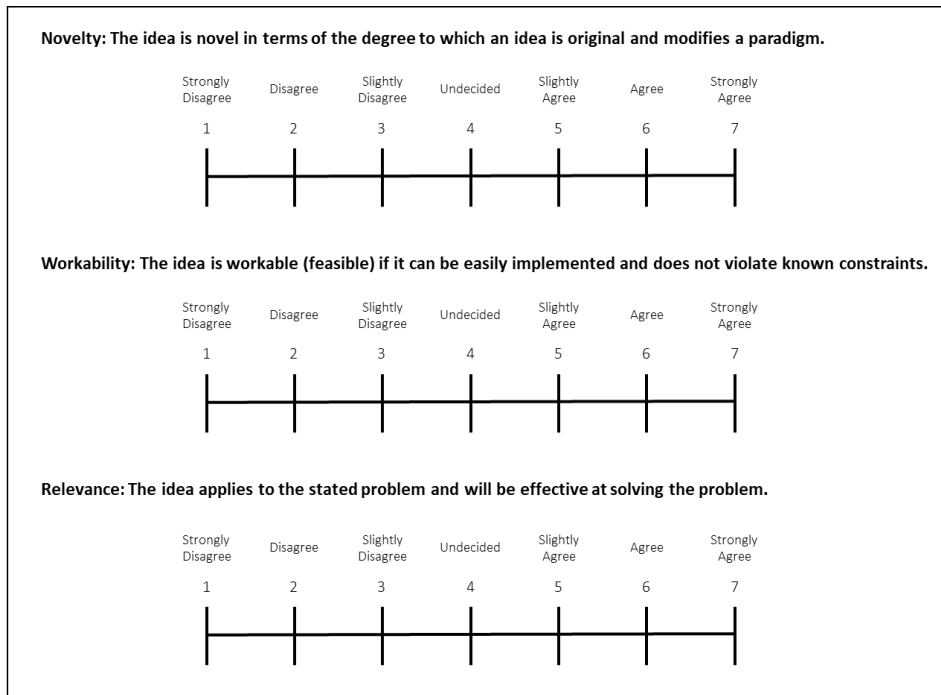 Novelty: The idea is novel in terms of the degree to which an idea is original and modifies a paradigm.
Strongly Disagree Disagree Slightly Disagree Undecided Slightly Agree Agree Strongly Agree
1 2 3 4 5 6 7
Workability: The idea is workable (feasible) if it can be easily implemented and does not violate known constraints.
Strongly Disagree Disagree Slightly Disagree Undecided Slightly Agree Agree Strongly Agree
1 2 3 4 5 6 7
Relevance: The idea applies to the stated problem and will be effective at solving the problem.
Strongly Disagree Disagree Slightly Disagree Undecided Slightly Agree Agree Strongly Agree
1 2 3 4 5 6 7